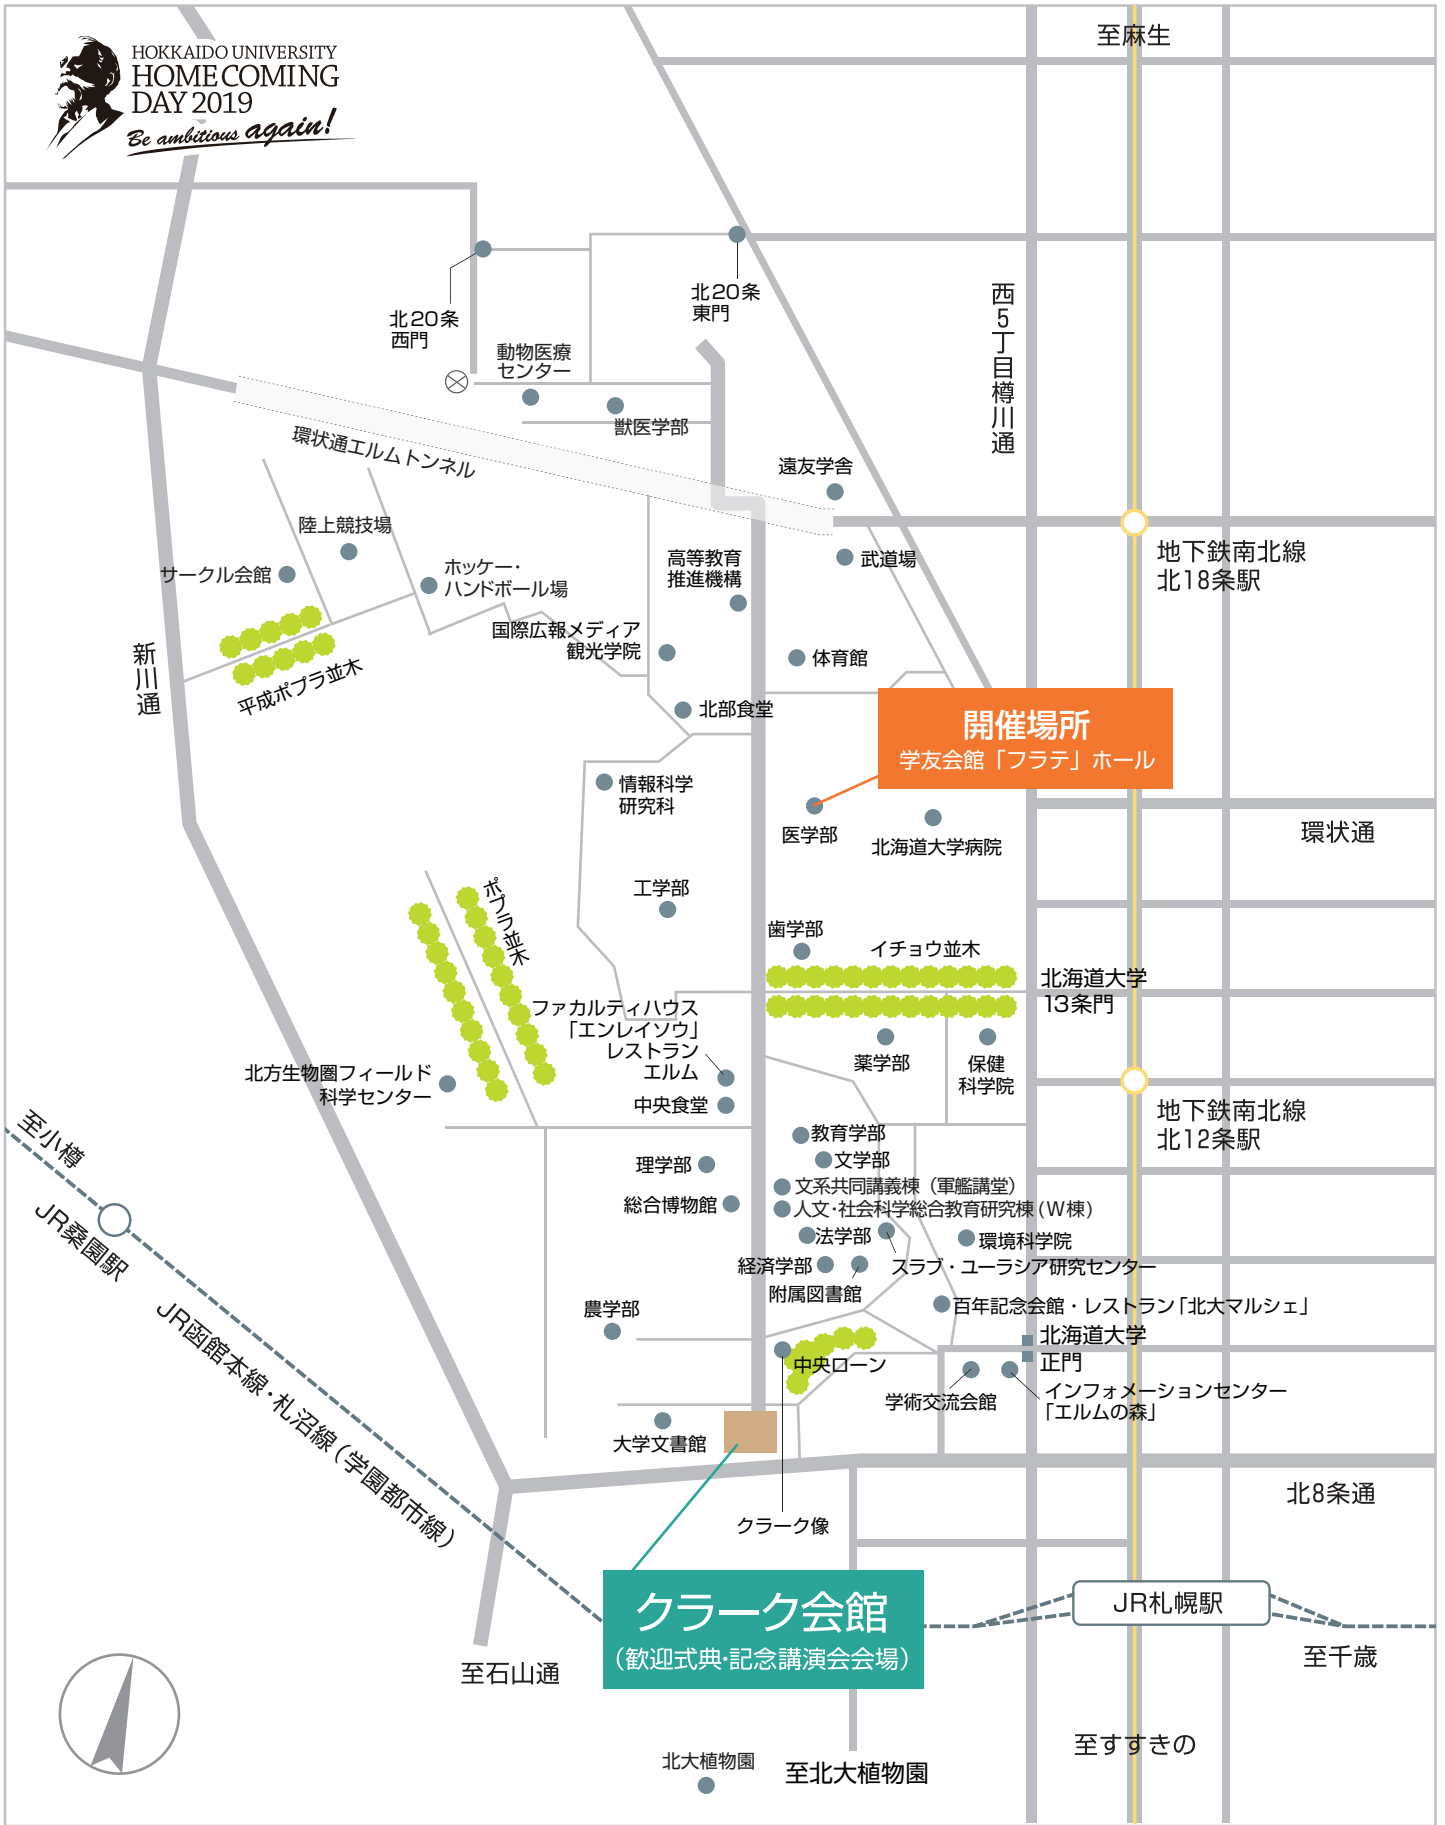 HOKKAIDO UNIVERSITY
HOME COMING
DAY 2019
Be ambitious again!
至麻生
北20条
西門
北20条
東門
西5丁目樽川通
動物医療
センター
獣医学部
環状通エルムトンネル
遠友学舎
陸上競技場
サークル会館
ホッケー・
ハンドボール場
高等教育
推進機構
武道場
地下鉄南北線
北18条駅
国際広報メディア
観光学院
体育館
新川通
平成ポプラ並木
北部食堂
開催場所
学友会館「フラテ」ホール
情報科学
研究科
医学部
北海道大学病院
環状通
工学部
ポプラ並木
歯学部
イチョウ並木
北海道大学
13条門
ファカルティハウス
「エンレイソウ」
レストラン
エルム
薬学部
保健
科学院
北方生物圏フィールド
科学センター
中央食堂
地下鉄南北線
北12条駅
至小樽
JR桑園駅
教育学部
文学部
理学部
文系共同講義棟（軍艦講堂）
総合博物館
人文・社会科学総合教育研究棟(W棟)
法学部
環境科学院
経済学部
スラブ・ユーラシア研究センター
附属図書館
農学部
百年記念会館・レストラン「北大マルシェ」
JR函館本線・札沼線（学園都市線）
北海道大学
正門
中央ローン
学術交流会館
インフォメーションセンター
「エルムの森」
大学文書館
北8条通
クラーク像
クラーク会館
（歓迎式典・記念講演会会場）
JR札幌駅
至千歳
至石山通
至すすきの
北大植物園
至北大植物園